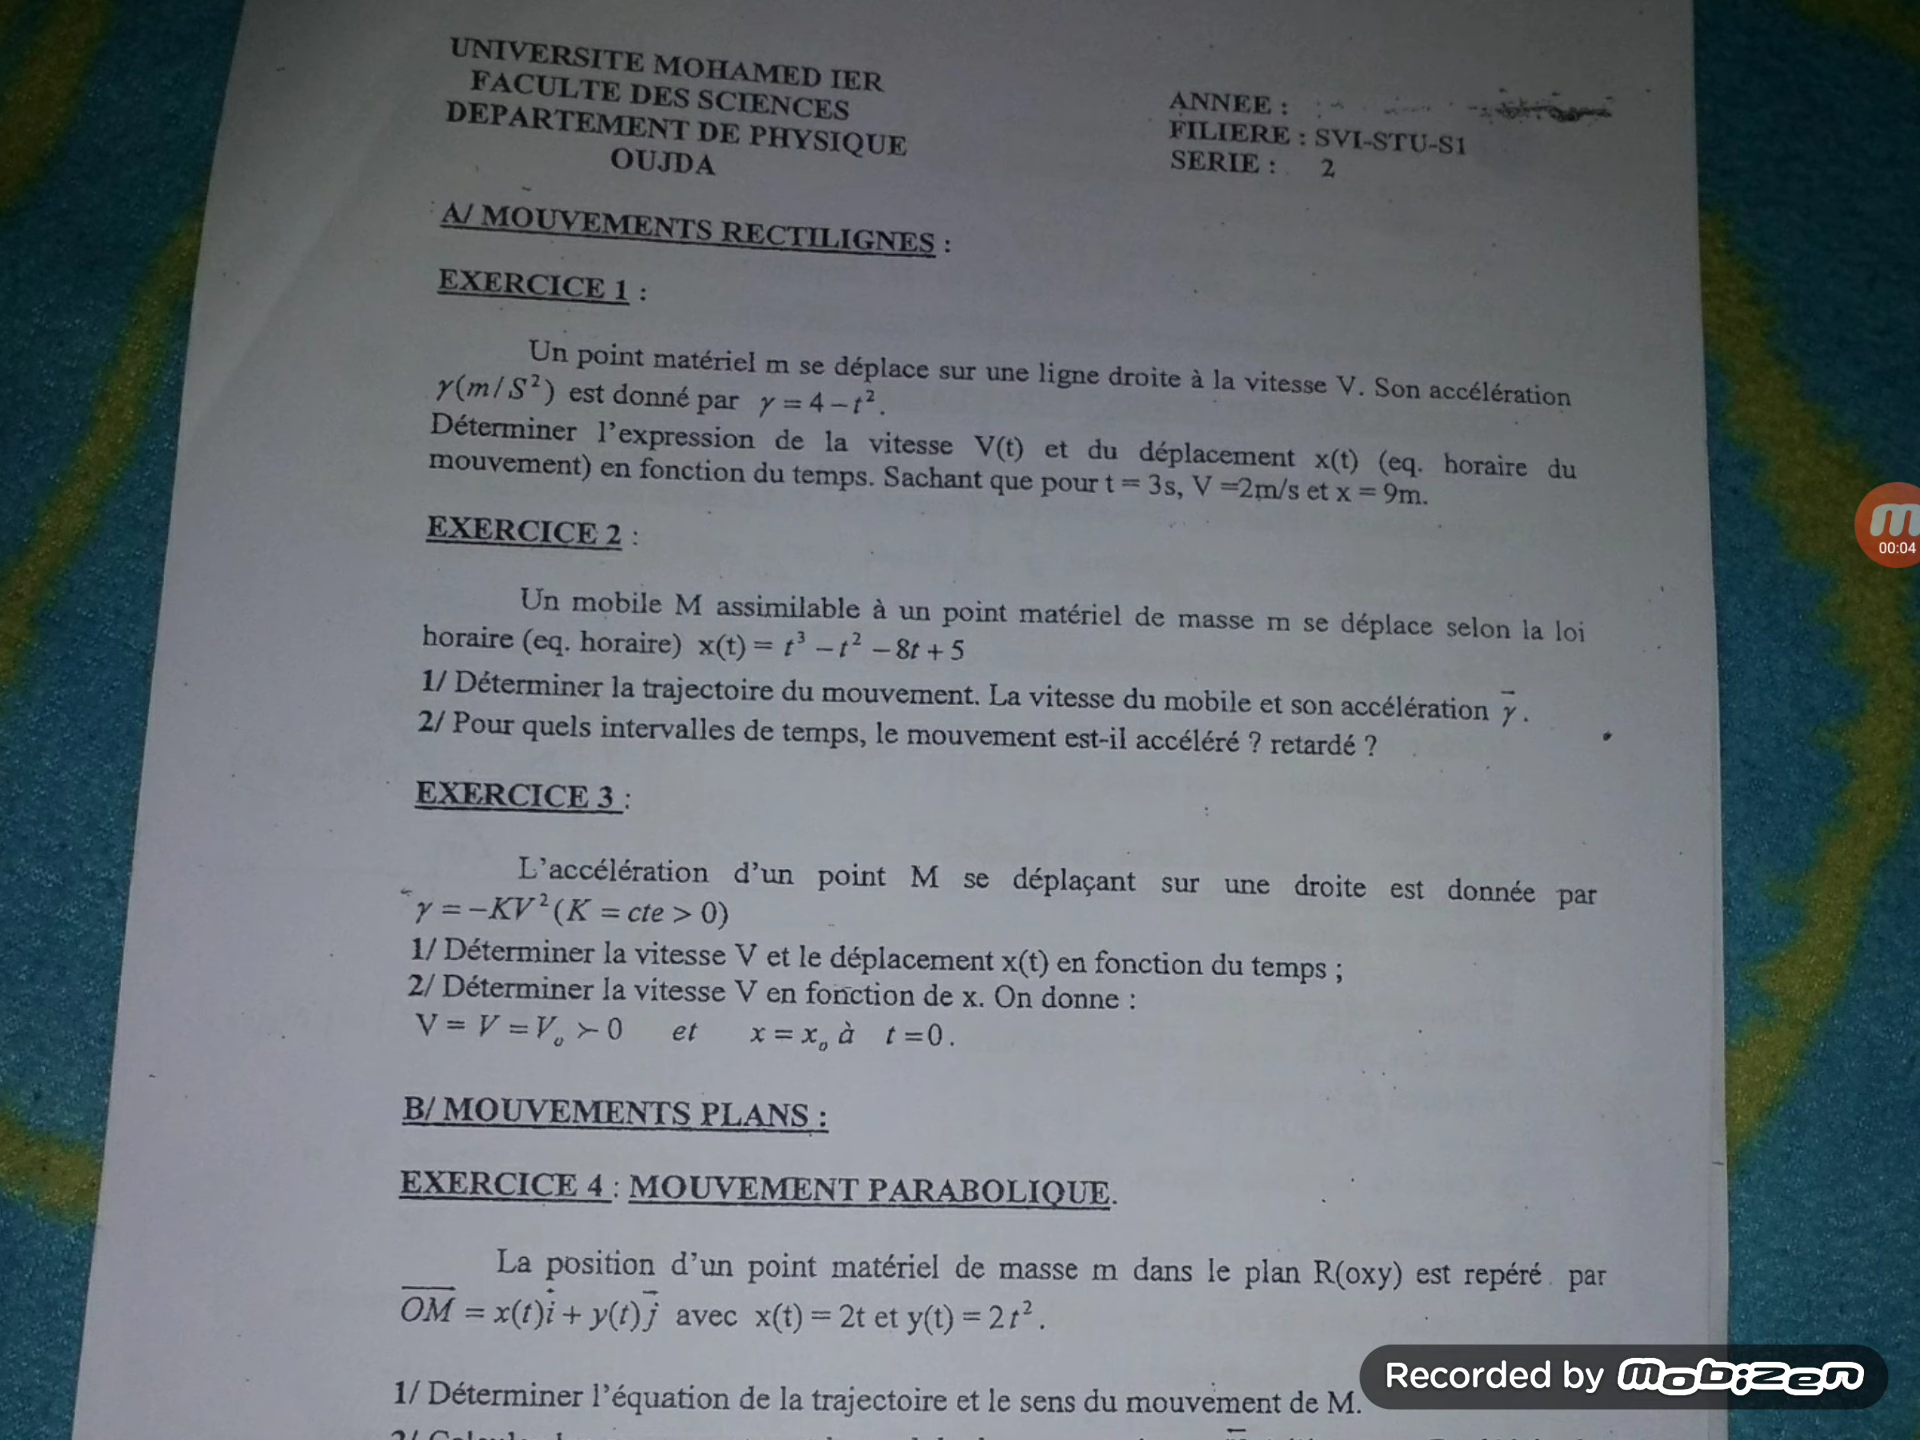 UNIVERSITE MOHAMED IER
FACULTE DES SCIENCES
DEPARTEMENT DE PHYSIQUE
OUJDA
ANNEE :
FILIERE : SVI-STU-S1
SERIE : 2
A/ MOUVEMENTS RECTILIGNES :
EXERCICE 1 :
Un point matériel m se déplace sur une ligne droite à la vitesse V. Son accélération
γ(m/S²) est donné par γ = 4 – t².
Déterminer l'expression de la vitesse V(t) et du déplacement x(t) (eq. horaire du
mouvement) en fonction du temps. Sachant que pour t = 3s, V =2m/s et x = 9m.
EXERCICE 2 :
Un mobile M assimilable à un point matériel de masse m se déplace selon la loi
horaire (eq. horaire) x(t) = t³ – t² – 8t + 5
1/ Déterminer la trajectoire du mouvement. La vitesse du mobile et son accélération γ⃗.
2/ Pour quels intervalles de temps, le mouvement est-il accéléré ? retardé ?
EXERCICE 3 :
L'accélération d'un point M se déplaçant sur une droite est donnée par
γ = –KV² (K = cte > 0)
1/ Déterminer la vitesse V et le déplacement x(t) en fonction du temps ;
2/ Déterminer la vitesse V en fonction de x. On donne :
V = V = Vₒ ≻ 0 et x = xₒ à t = 0.
B/ MOUVEMENTS PLANS :
EXERCICE 4 : MOUVEMENT PARABOLIQUE.
La position d'un point matériel de masse m dans le plan R(oxy) est repéré par
OM = x(t)i + y(t)j avec x(t) = 2t et y(t) = 2t².
1/ Déterminer l'équation de la trajectoire et le sens du mouvement de M.
00:04
Recorded by mobizen